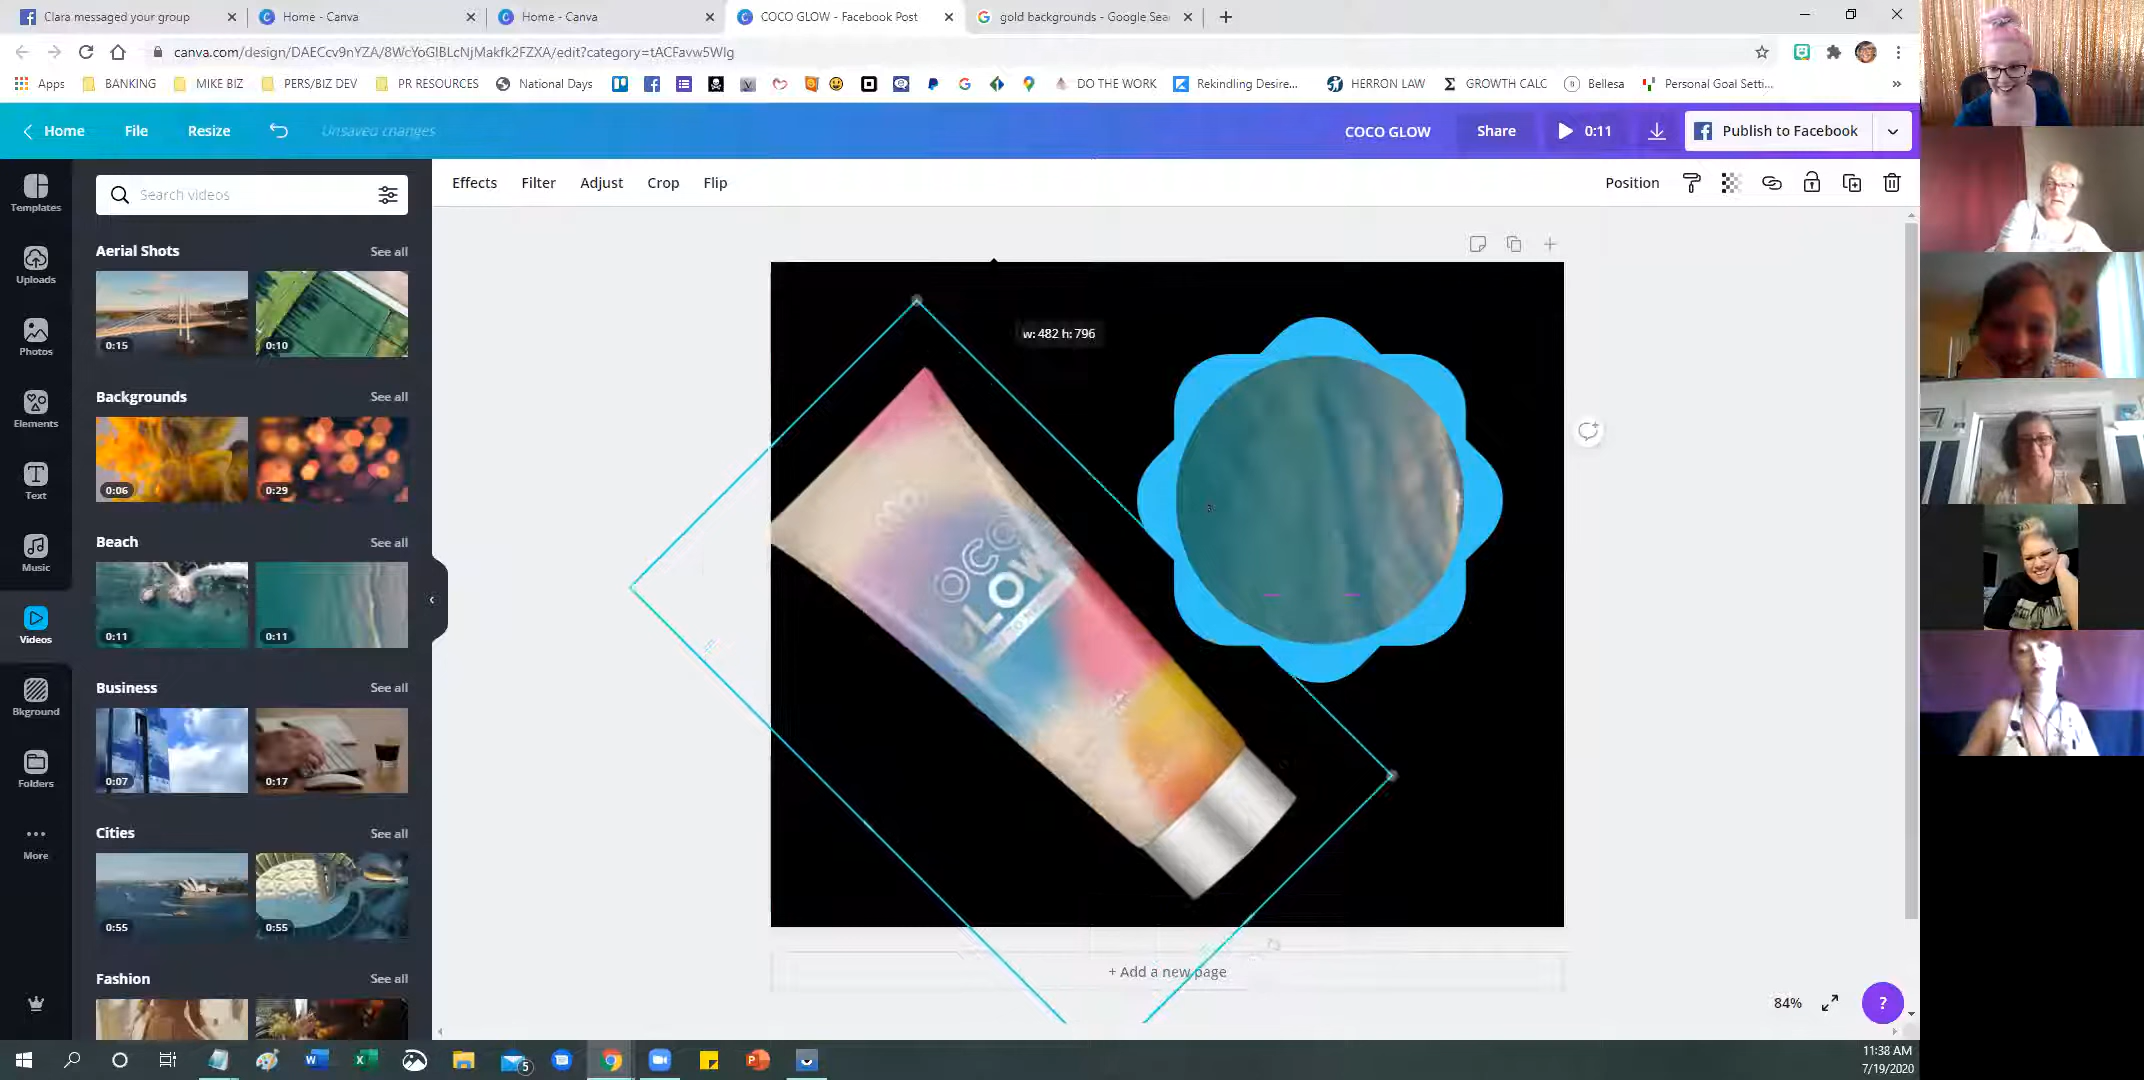 Clara messaged your group
Home - Canva
Home - Canva
COCO GLOW - Facebook Post
gold backgrounds - Google Sea
canva.com/design/DAECcv9nYZA/8WcYoGlBLcNjMakfk2FZXA/edit?category=tACFavw5WIg
Apps
BANKING
MIKE BIZ
PERS/BIZ DEV
PR RESOURCES
National Days
DO THE WORK
Rekindling Desire...
HERRON LAW
GROWTH CALC
Bellesa
Personal Goal Setti...
Home
File
Resize
Unsaved changes
COCO GLOW
Share
0:11
Publish to Facebook
Effects
Filter
Adjust
Crop
Flip
Position
Templates
Uploads
Photos
Elements
Text
Music
Videos
Bkground
Folders
More
Search videos
Aerial Shots
See all
0:15
0:10
Backgrounds
See all
0:06
0:29
Beach
See all
0:11
0:11
Business
See all
0:07
0:17
Cities
See all
0:55
0:55
Fashion
See all
w: 482 h: 796
COCO
GLOW
+ Add a new page
84%
?
5
11:38 AM
7/19/2020